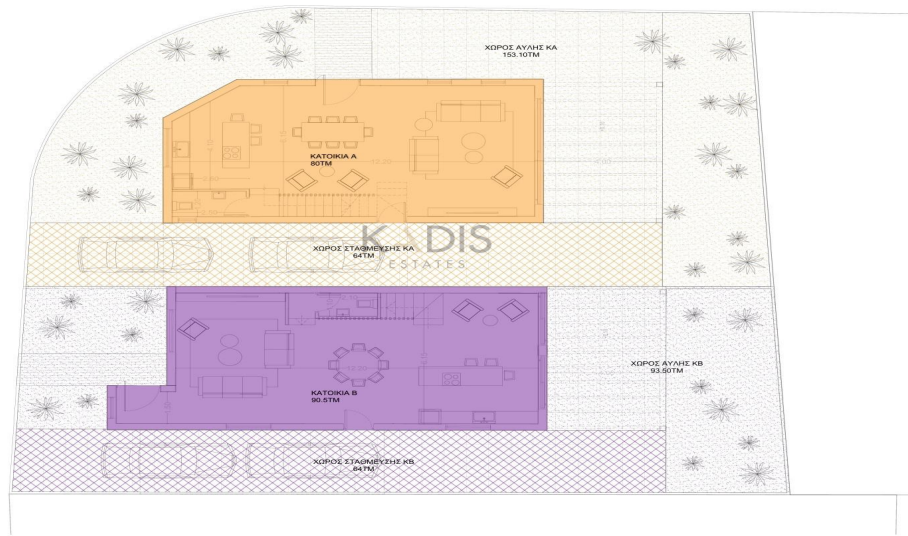 ΧΩΡΟΣ ΑΥΛΗΣ ΚΑ
153.10ΤΜ
ΚΑΤΟΙΚΙΑ Α
80ΤΜ
KADIS
ESTATES
ΧΩΡΟΣ ΣΤΑΘΜΕΥΣΗΣ ΚΑ
64ΤΜ
ΧΩΡΟΣ ΑΥΛΗΣ ΚΒ
93.50ΤΜ
ΚΑΤΟΙΚΙΑ Β
90.5ΤΜ
ΧΩΡΟΣ ΣΤΑΘΜΕΥΣΗΣ ΚΒ
64ΤΜ